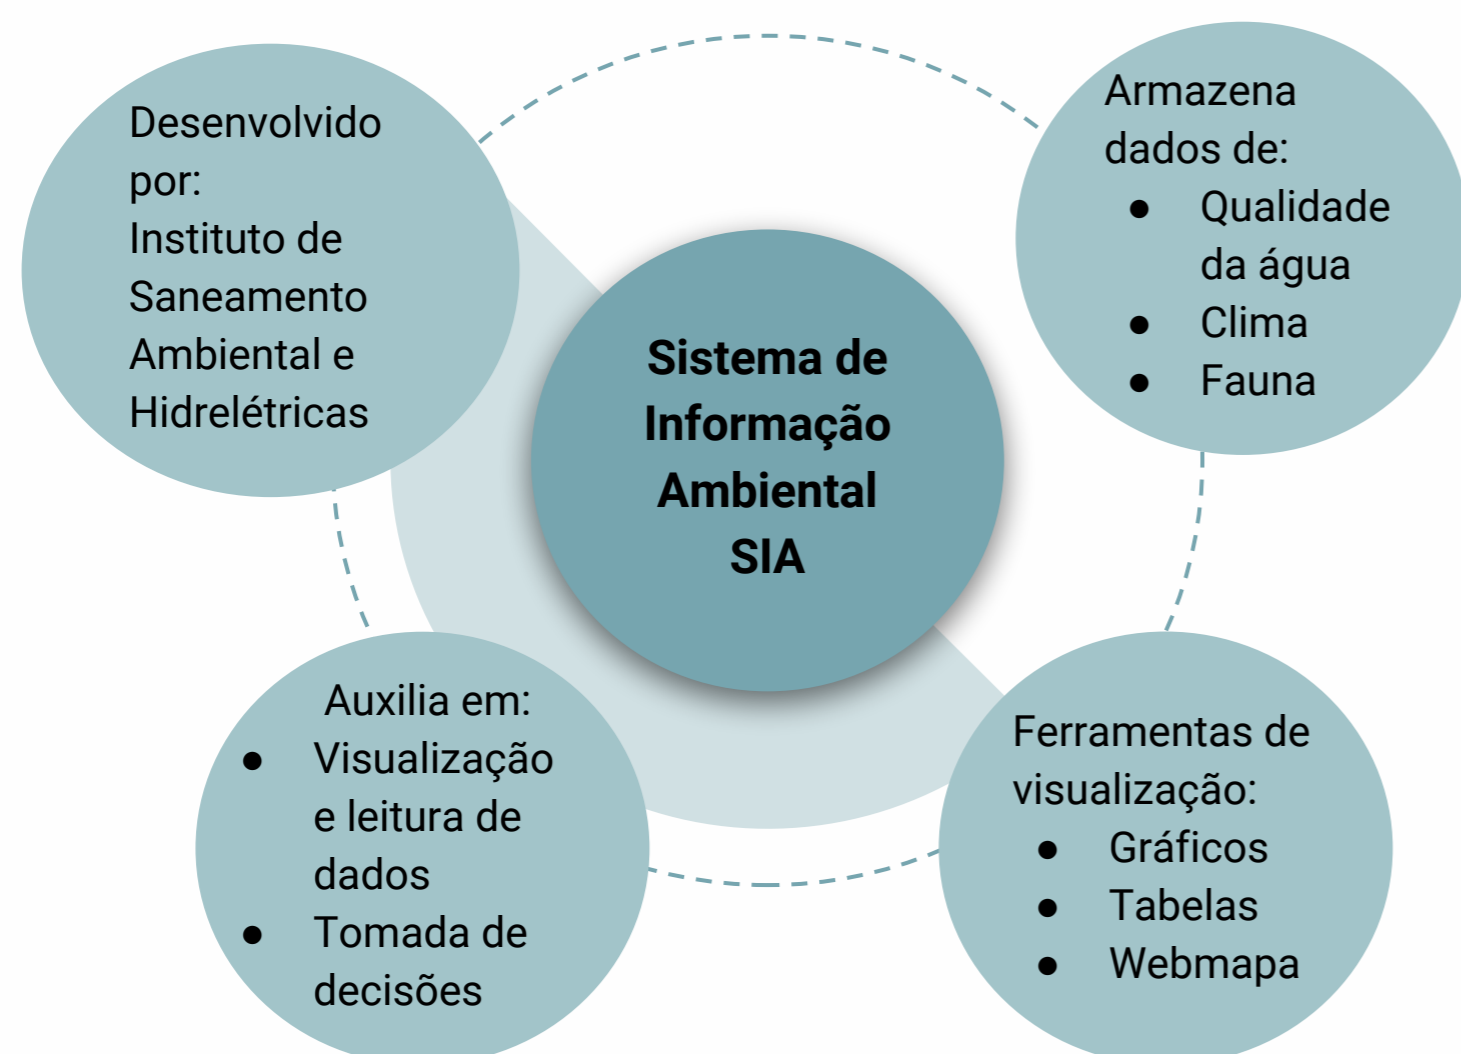 Desenvolvido
por:
Instituto de
Saneamento
Ambiental e
Hidrelétricas
Armazena
dados de:
● Qualidade
da água
● Clima
● Fauna
Sistema de
Informação
Ambiental
SIA
Auxilia em:
● Visualização
e leitura de
dados
● Tomada de
decisões
Ferramentas de
visualização:
● Gráficos
● Tabelas
● Webmapa